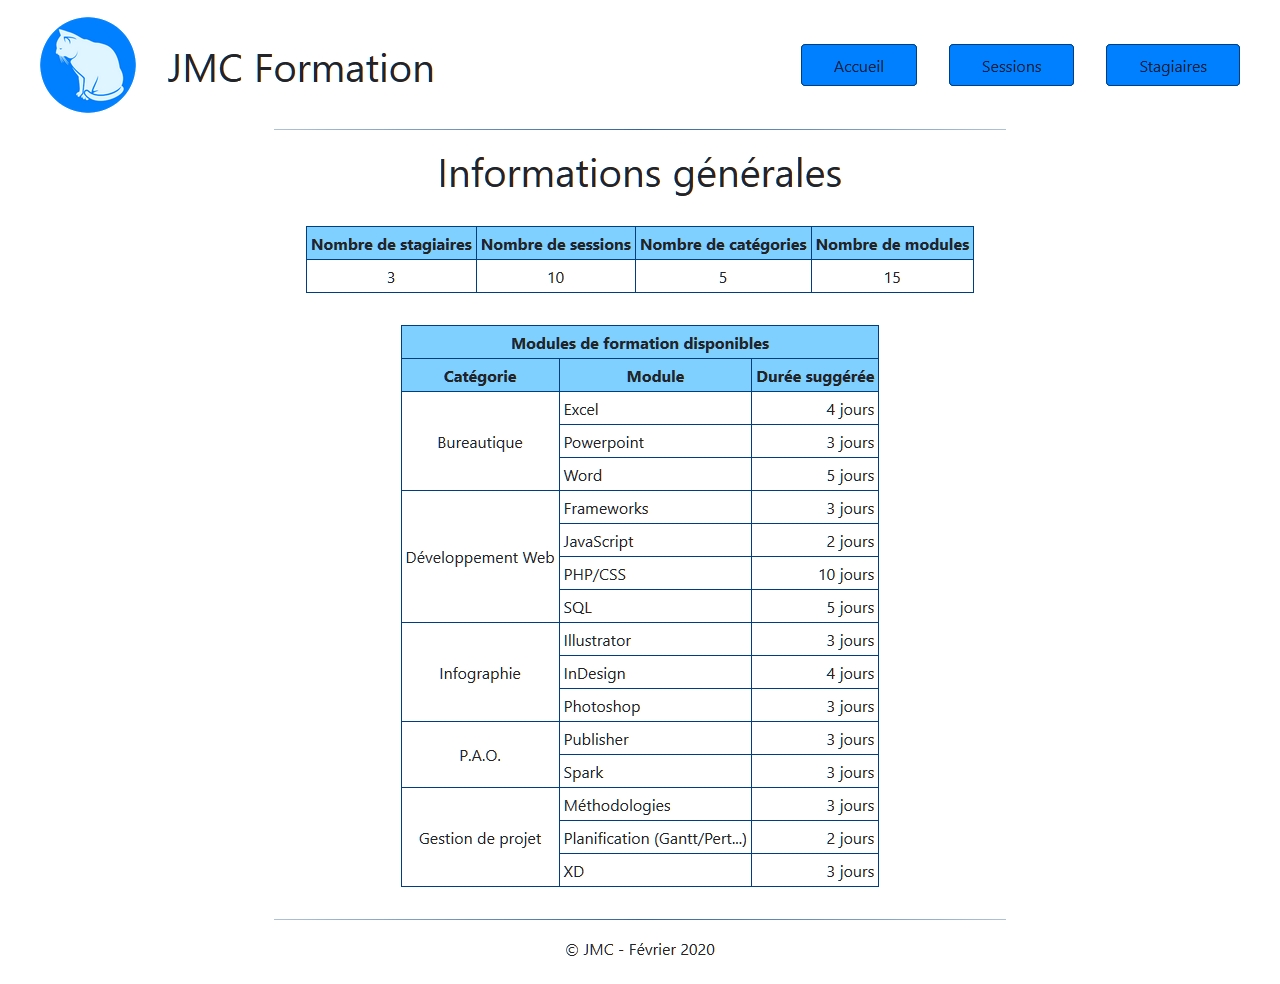 JMC Formation
Accueil Sessions Stagiaires
Informations générales
Nombre de stagiaires Nombre de sessions Nombre de catégories Nombre de modules
3 10 5 15
Modules de formation disponibles
Catégorie Module Durée suggérée
Bureautique
Excel 4 jours
Powerpoint 3 jours
Word 5 jours
Développement Web
Frameworks 3 jours
JavaScript 2 jours
PHP/CSS 10 jours
SQL 5 jours
Infographie
Illustrator 3 jours
InDesign 4 jours
Photoshop 3 jours
P.A.O.
Publisher 3 jours
Spark 3 jours
Gestion de projet
Méthodologies 3 jours
Planification (Gantt/Pert...) 2 jours
XD 3 jours
© JMC - Février 2020